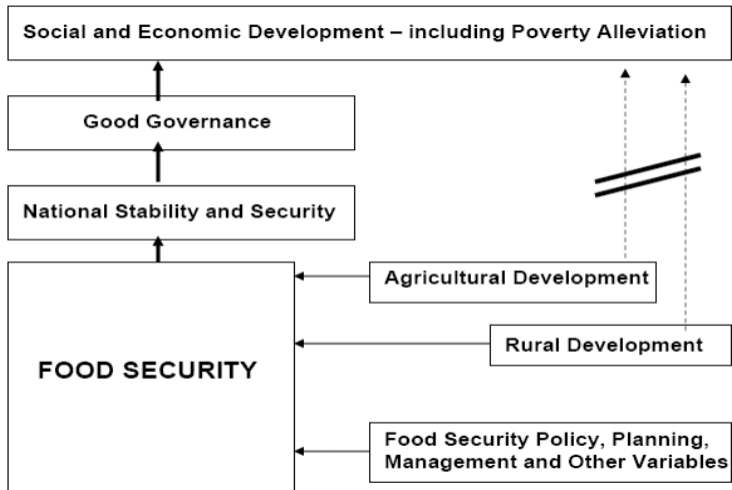 Social and Economic Development – including Poverty Alleviation
Good Governance
National Stability and Security
Agricultural Development
Rural Development
FOOD SECURITY
Food Security Policy, Planning,
Management and Other Variables